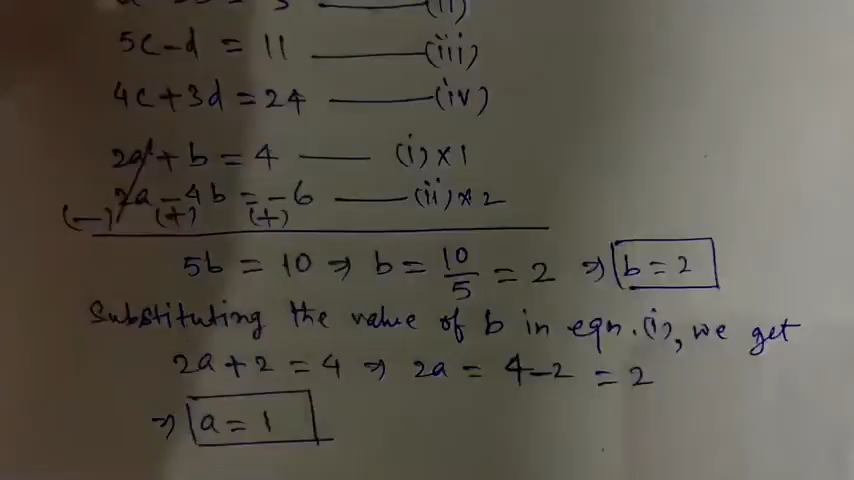 (ii)
5c-d = 11 ——— (iii)
4c+3d = 24 ——— (iv)
2a + b = 4 —— (i) × 1
2a - 4b = -6 —— (ii) × 2
(-) (+) (+)
5b = 10 ⇒ b = 10/5 = 2 ⇒ b = 2
Substituting the value of b in eqn. (i), we get
2a + 2 = 4 ⇒ 2a = 4-2 = 2
⇒ a = 1